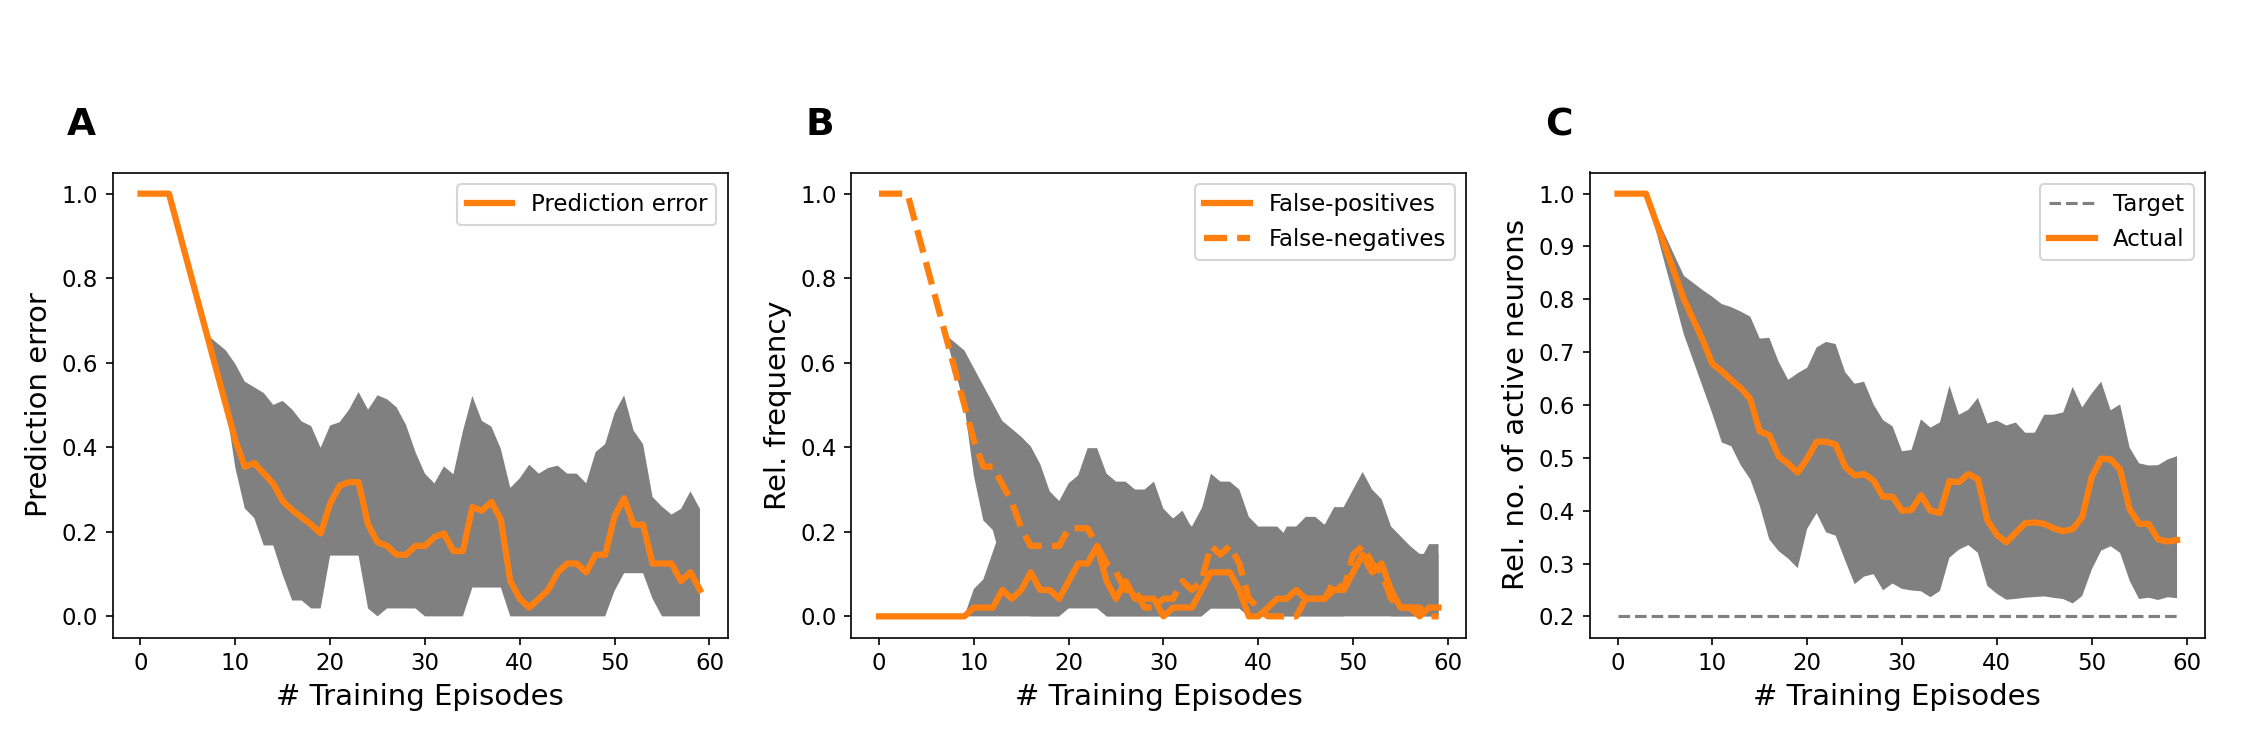 A
B
C
Prediction error
1.0
0.8
0.6
0.4
0.2
0.0
0 10 20 30 40 50 60
# Training Episodes
Prediction error
Rel. frequency
1.0
0.8
0.6
0.4
0.2
0.0
0 10 20 30 40 50 60
# Training Episodes
False-positives
False-negatives
Rel. no. of active neurons
1.0
0.9
0.8
0.7
0.6
0.5
0.4
0.3
0.2
0 10 20 30 40 50 60
# Training Episodes
Target
Actual